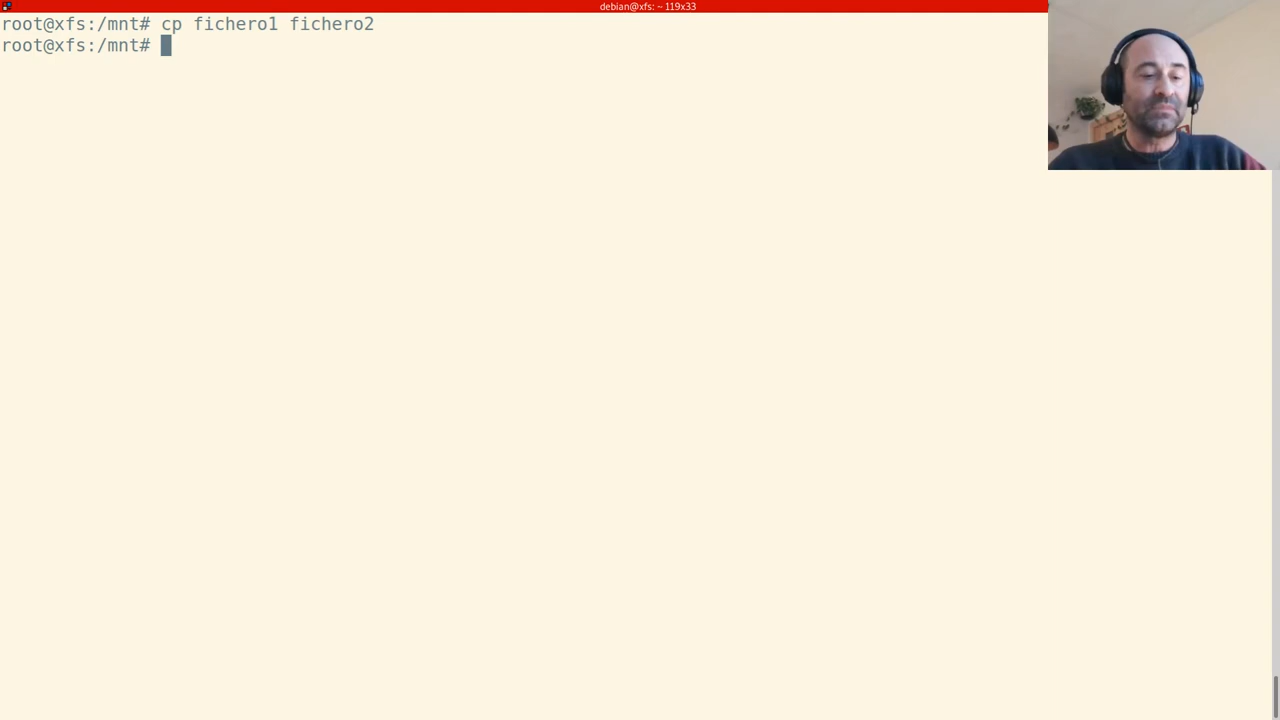 debian@xfs: ~ 119x33
root@xfs:/mnt# cp fichero1 fichero2
root@xfs:/mnt#